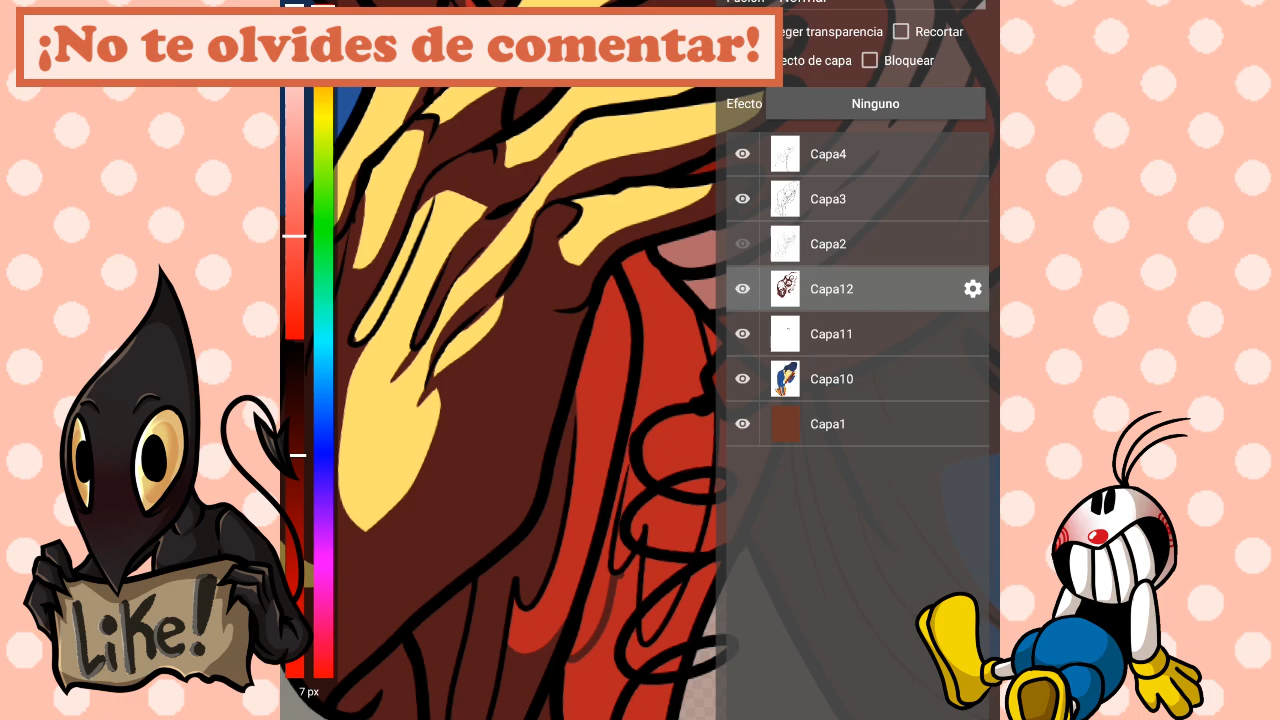 ¡No te olvides de comentar!
Normal
eger transparencia
Recortar
ecto de capa
Bloquear
Efecto
Ninguno
Capa4
Capa3
Capa2
Capa12
Capa11
Capa10
Capa1
LiKe!
7 px